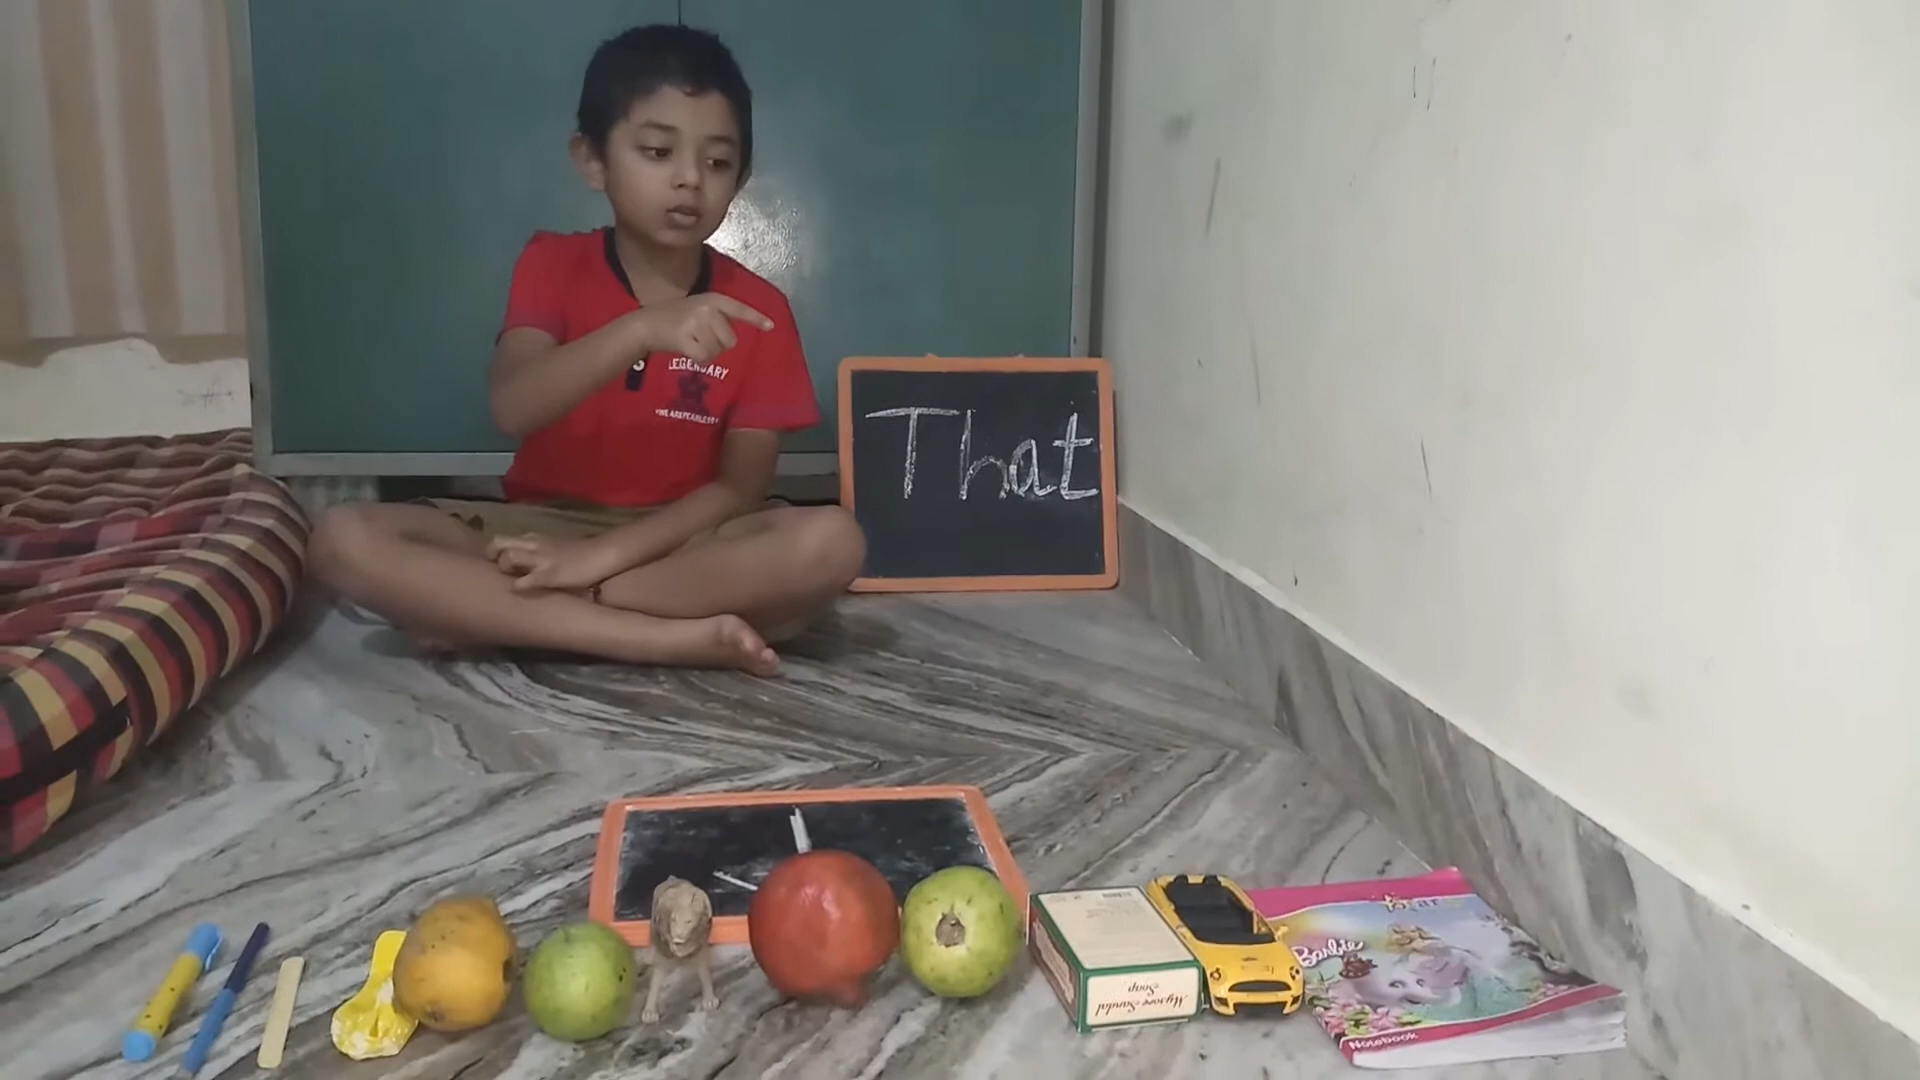 LEGENDARY
That
Mysore Sandal
Soap
Barbie
Notebook